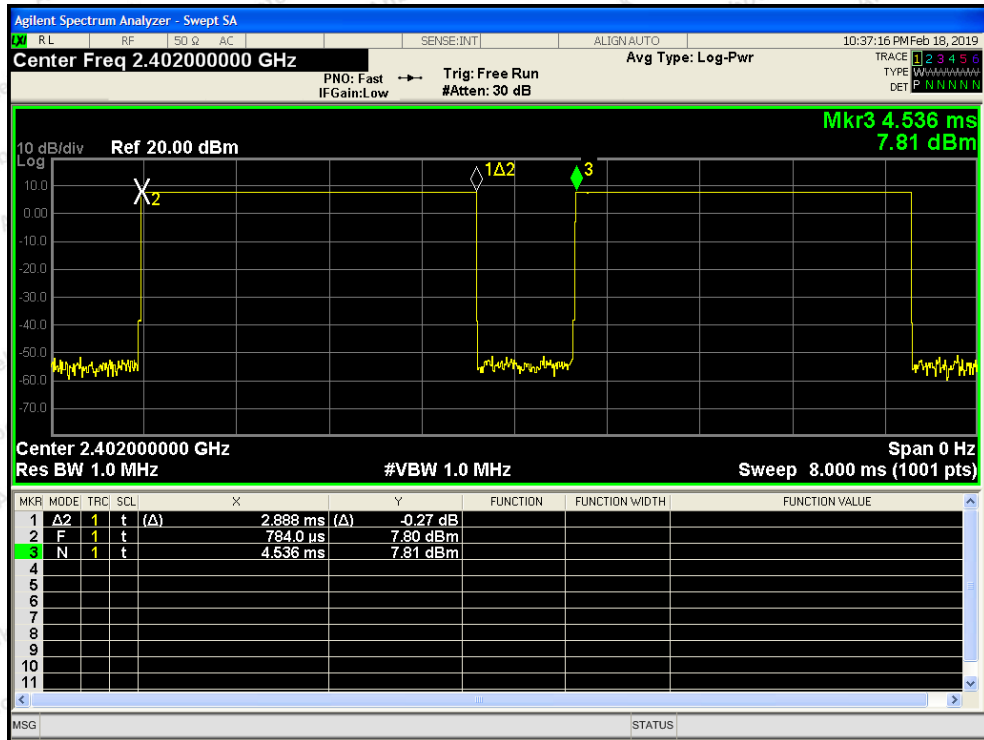 Agilent Spectrum Analyzer - Swept SA
LXI RL RF 50 Ω AC SENSE:INT ALIGN AUTO 10:37:16 PM Feb 18, 2019
Center Freq 2.402000000 GHz
Avg Type: Log-Pwr
TRACE 1 2 3 4 5 6
PNO: Fast Trig: Free Run
TYPE WWWWWW
IFGain:Low #Atten: 30 dB
DET P N N N N N
Mkr3 4.536 ms
7.81 dBm
10 dB/div Ref 20.00 dBm
Log
1Δ2
3
10.0
2
0.00
-10.0
-20.0
-30.0
-40.0
-50.0
-60.0
-70.0
Center 2.402000000 GHz Span 0 Hz
Res BW 1.0 MHz #VBW 1.0 MHz Sweep 8.000 ms (1001 pts)
MKR MODE TRC SCL X Y FUNCTION FUNCTION WIDTH FUNCTION VALUE
1 Δ2 1 t (Δ) 2.888 ms (Δ) -0.27 dB
2 F 1 t 784.0 µs 7.80 dBm
3 N 1 t 4.536 ms 7.81 dBm
4
5
6
7
8
9
10
11
MSG STATUS